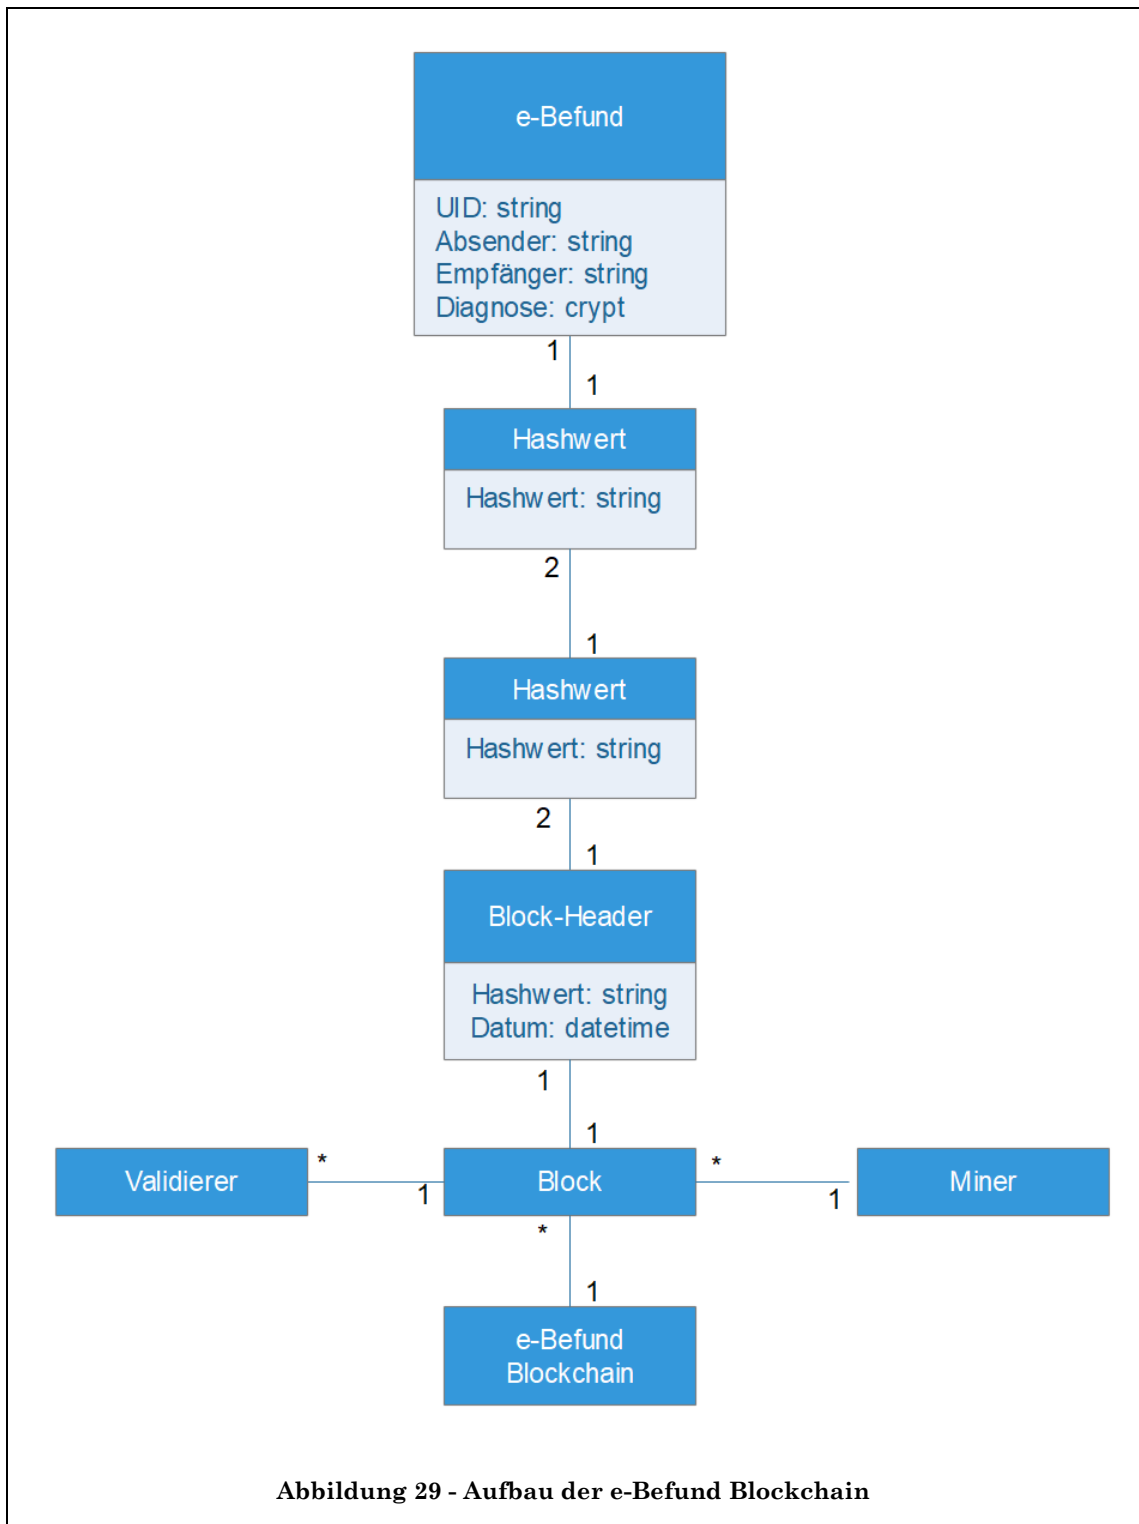 e-Befund
UID: string
Absender: string
Empfänger: string
Diagnose: crypt
1
1
Hashwert
Hashwert: string
2
1
Hashwert
Hashwert: string
2
1
Block-Header
Hashwert: string
Datum: datetime
1
1
Validierer
*
1
Block
*
1
Miner
*
1
e-Befund
Blockchain
Abbildung 29 - Aufbau der e-Befund Blockchain